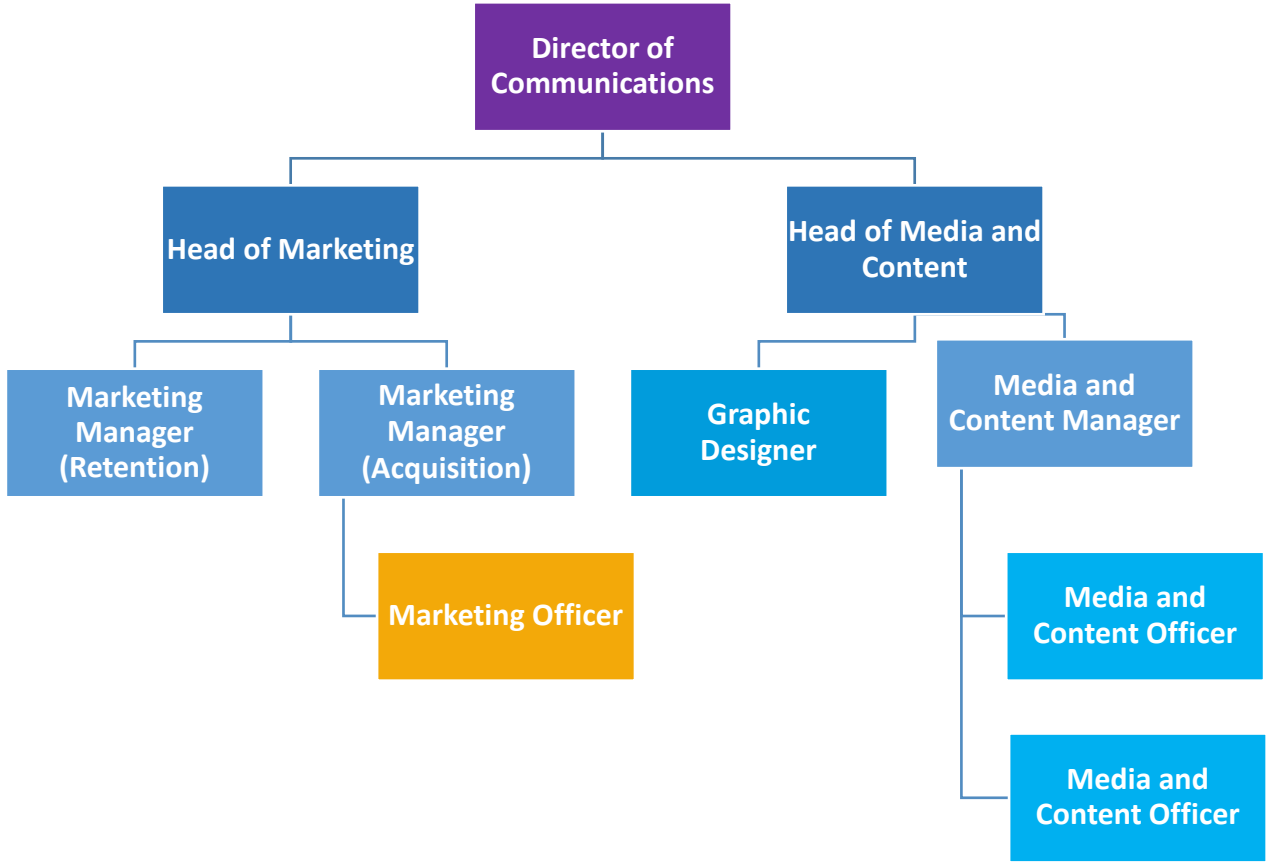 Director of
Communications
Head of Marketing
Head of Media and
Content
Marketing
Manager
(Retention)
Marketing
Manager
(Acquisition)
Graphic
Designer
Media and
Content Manager
Marketing Officer
Media and
Content Officer
Media and
Content Officer